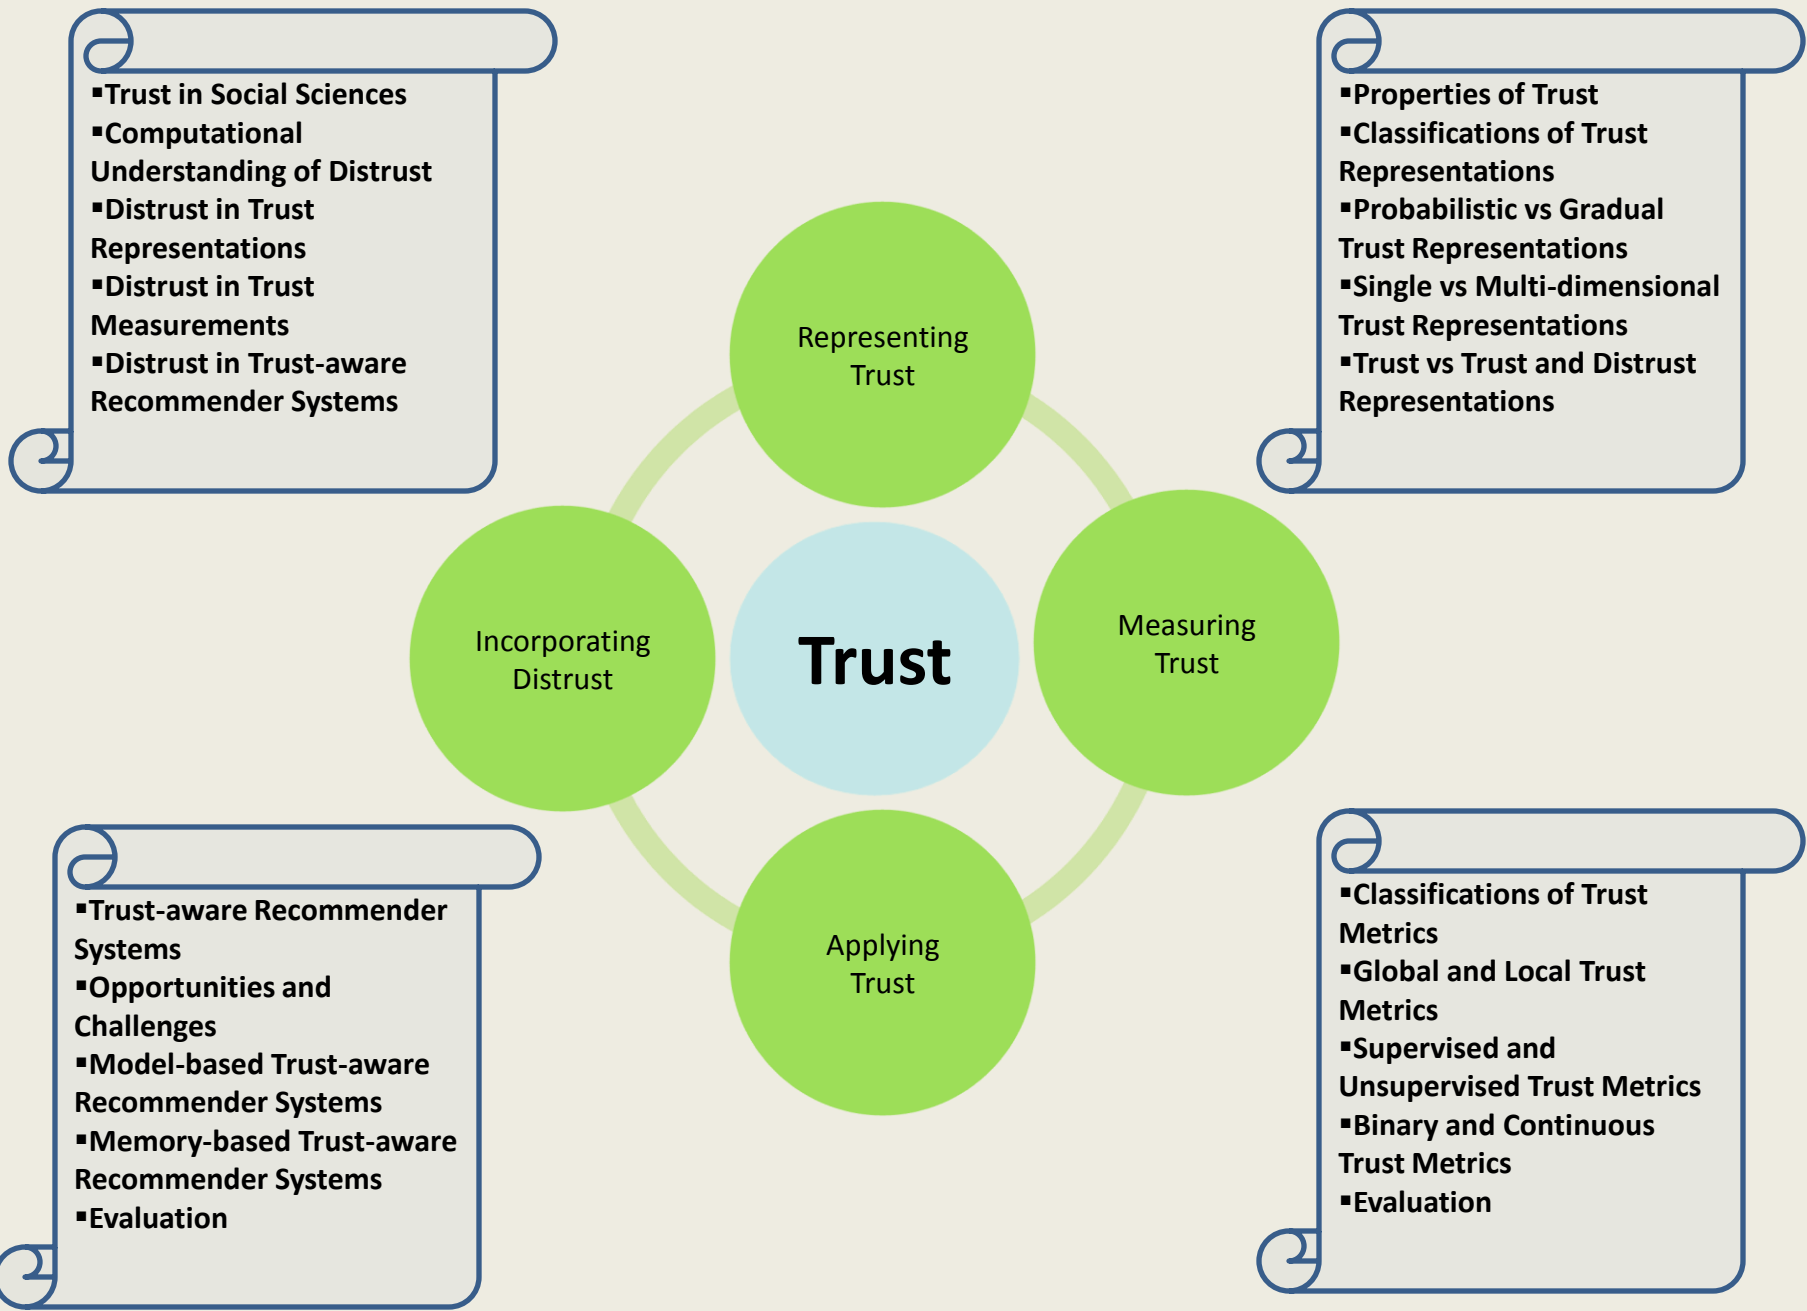 ▪Trust in Social Sciences
▪Computational
Understanding of Distrust
▪Distrust in Trust
Representations
▪Distrust in Trust
Measurements
▪Distrust in Trust-aware
Recommender Systems
▪Properties of Trust
▪Classifications of Trust
Representations
▪Probabilistic vs Gradual
Trust Representations
▪Single vs Multi-dimensional
Trust Representations
▪Trust vs Trust and Distrust
Representations
Representing
Trust
Incorporating
Distrust
Trust
Measuring
Trust
Applying
Trust
▪Trust-aware Recommender
Systems
▪Opportunities and
Challenges
▪Model-based Trust-aware
Recommender Systems
▪Memory-based Trust-aware
Recommender Systems
▪Evaluation
▪Classifications of Trust
Metrics
▪Global and Local Trust
Metrics
▪Supervised and
Unsupervised Trust Metrics
▪Binary and Continuous
Trust Metrics
▪Evaluation